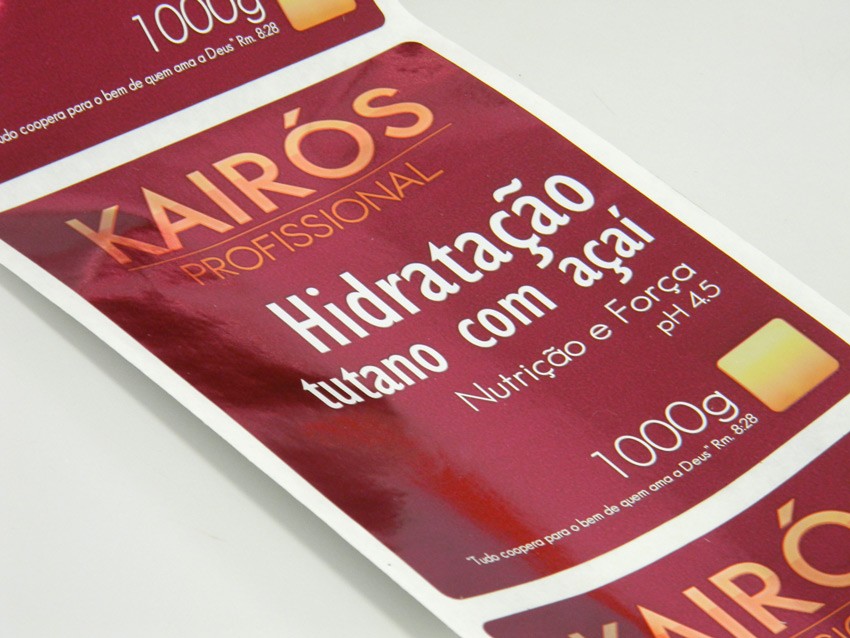 1000g
Tudo coopera para o bem de quem ama a Deus" Rm. 8:28
KAIRÓS
PROFISSIONAL
Hidratação
tutano com açaí
Nutrição e Força
pH 4.5
1000g
"Tudo coopera para o bem de quem ama a Deus" Rm. 8:28
KAIRÓ